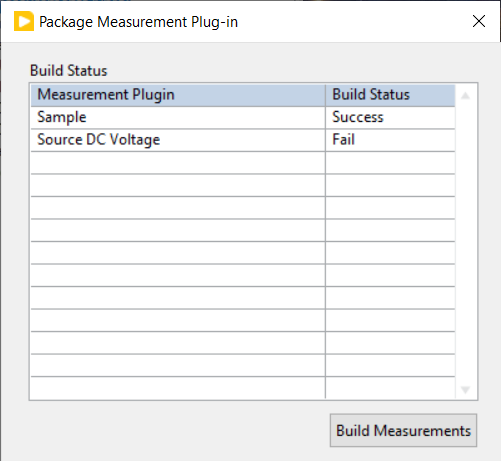 Package Measurement Plug-in
Build Status
Measurement Plugin Build Status
Sample Success
Source DC Voltage Fail
Build Measurements